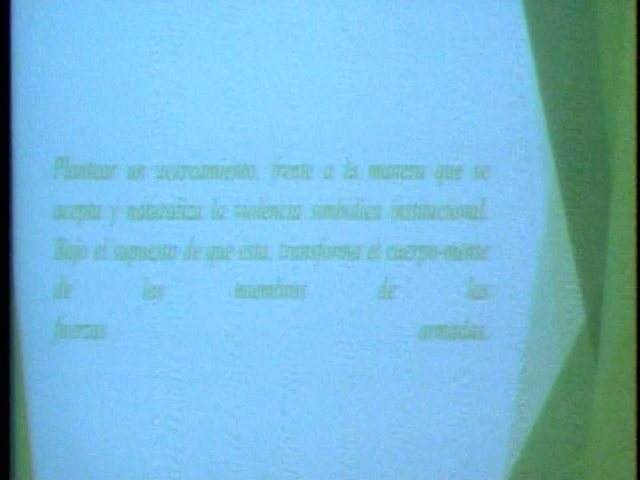 Plantear un acercamiento, frente a la manera que se
acepta y naturaliza la violencia simbólica institucional.
Bajo el supuesto de que esta, transforma el cuerpo-mente
de los miembros de las
fuerzas armadas.